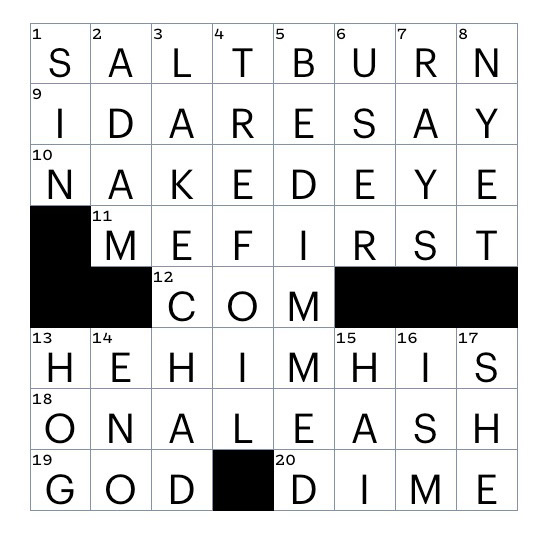 1 2 3 4 5 6 7 8
S A L T B U R N
9
I D A R E S A Y
10
N A K E D E Y E
11
M E F I R S T
12
C O M
13 14 15 16 17
H E H I M H I S
18
O N A L E A S H
19 20
G O D D I M E